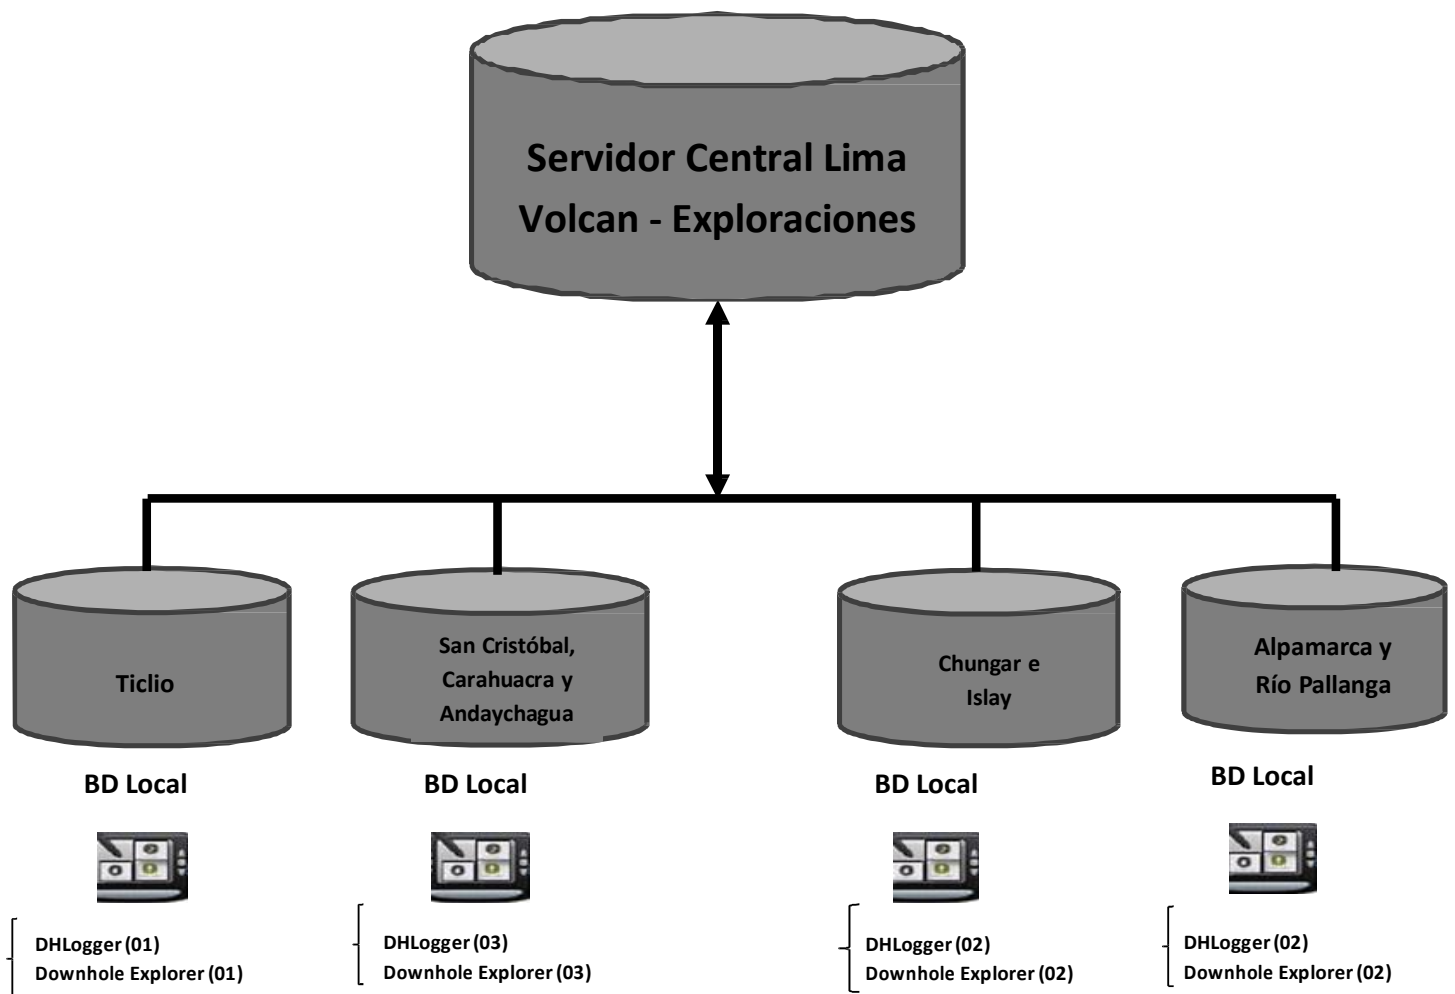 Servidor Central Lima
Volcan - Exploraciones
Ticlio
San Cristóbal,
Carahuacra y
Andaychagua
Chungar e
Islay
Alpamarca y
Río Pallanga
BD Local
BD Local
BD Local
BD Local
DHLogger (01)
Downhole Explorer (01)
DHLogger (03)
Downhole Explorer (03)
DHLogger (02)
Downhole Explorer (02)
DHLogger (02)
Downhole Explorer (02)